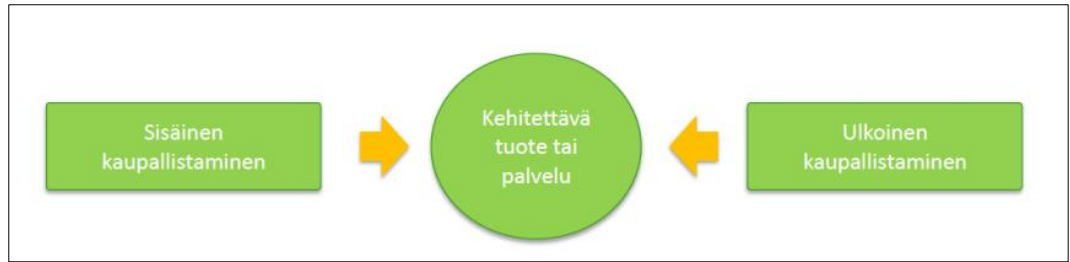 Sisäinen
kaupallistaminen
Kehitettävä
tuote tai
palvelu
Ulkoinen
kaupallistaminen